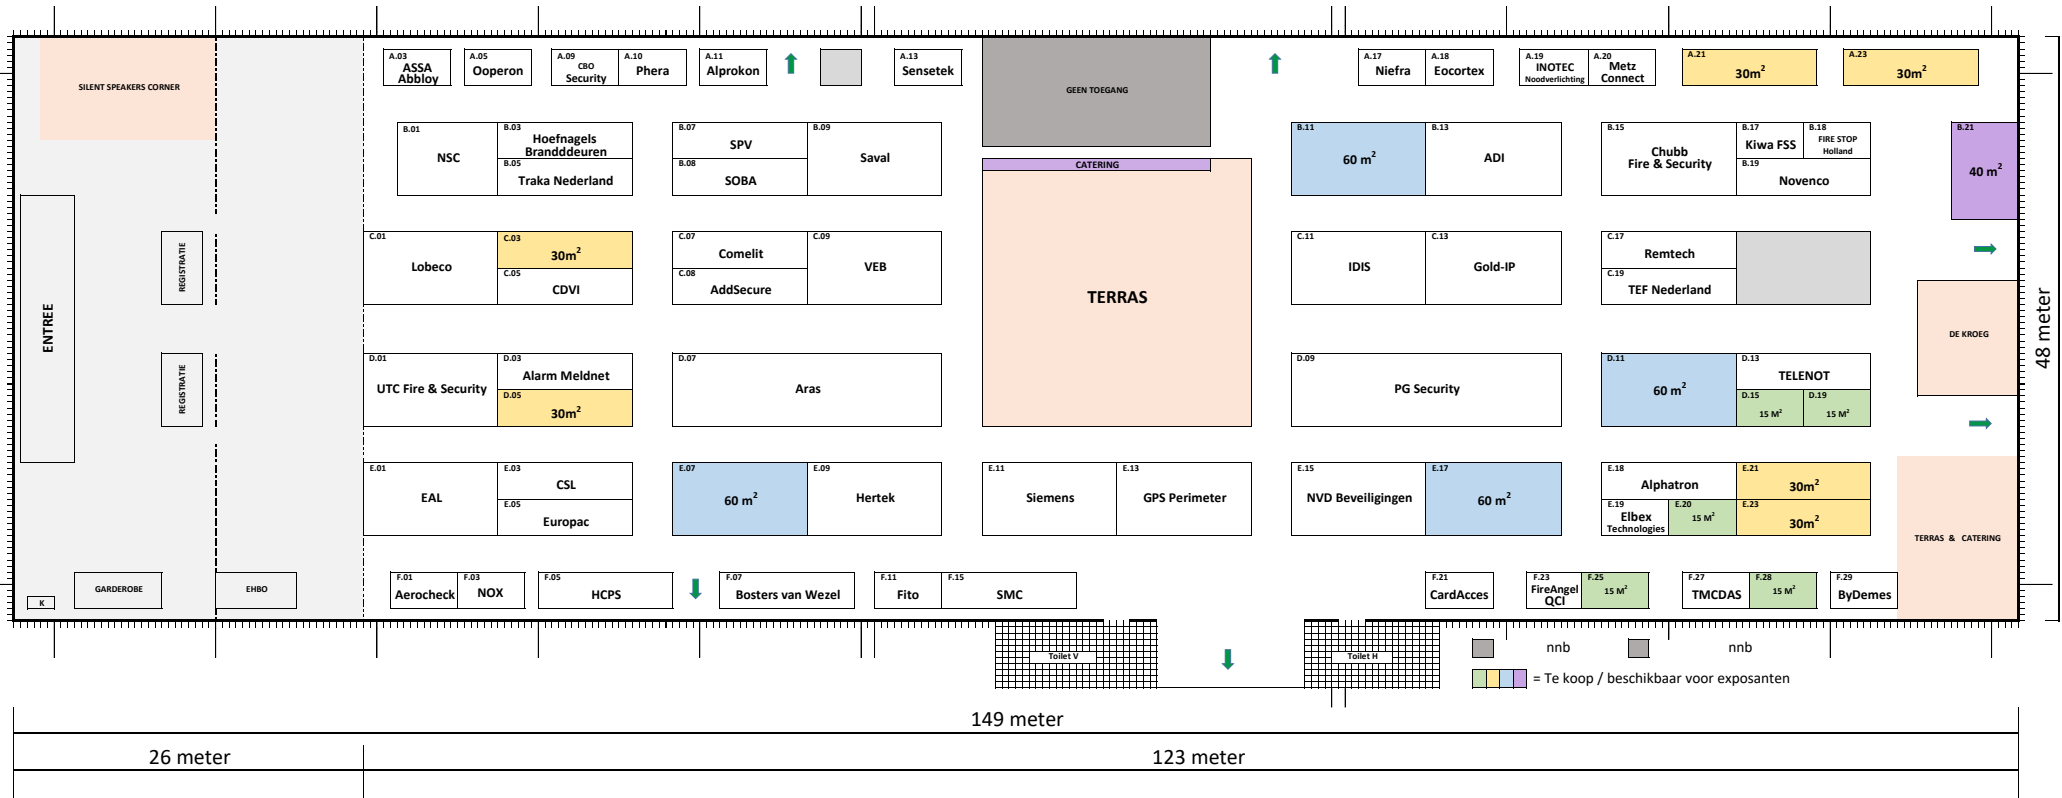 A.03
ASSA
Abbloy
A.05
Ooperon
A.09
CBO
Security
A.10
Phera
A.11
Alprokon
A.13
Sensetek
GEEN TOEGANG
A.17
Niefra
A.18
Eocortex
A.19
INOTEC
Noodverlichting
A.20
Metz
Connect
A.21
30m²
A.23
30m²
SILENT SPEAKERS CORNER
B.01
NSC
B.03
Hoefnagels
Brandddeuren
B.05
Traka Nederland
B.07
SPV
B.08
SOBA
B.09
Saval
CATERING
B.11
60 m²
B.13
ADI
B.15
Chubb
Fire & Security
B.17
Kiwa FSS
B.18
FIRE STOP
Holland
B.19
Novenco
B.21
40 m²
ENTREE
REGISTRATIE
REGISTRATIE
C.01
Lobeco
C.03
30m²
C.05
CDVI
C.07
Comelit
C.08
AddSecure
C.09
VEB
TERRAS
C.11
IDIS
C.13
Gold-IP
C.17
Remtech
C.19
TEF Nederland
DE KROEG
48 meter
D.01
UTC Fire & Security
D.03
Alarm Meldnet
D.05
30m²
D.07
Aras
D.09
PG Security
D.11
60 m²
D.13
TELENOT
D.15
15 M²
D.19
15 M²
E.01
EAL
E.03
CSL
E.05
Europac
E.07
60 m²
E.09
Hertek
E.11
Siemens
E.13
GPS Perimeter
E.15
NVD Beveiligingen
E.17
60 m²
E.18
Alphatron
E.19
Elbex
Technologies
E.20
15 M²
E.21
30m²
E.23
30m²
TERRAS & CATERING
K
GARDEROBE
EHBO
F.01
Aerocheck
F.03
NOX
F.05
HCPS
F.07
Bosters van Wezel
F.11
Fito
F.15
SMC
F.21
CardAcces
F.23
FireAngel
QCI
F.25
15 M²
F.27
TMCDAS
F.28
15 M²
F.29
ByDemes
Toilet V
Toilet H
nnb
nnb
= Te koop / beschikbaar voor exposanten
149 meter
26 meter
123 meter